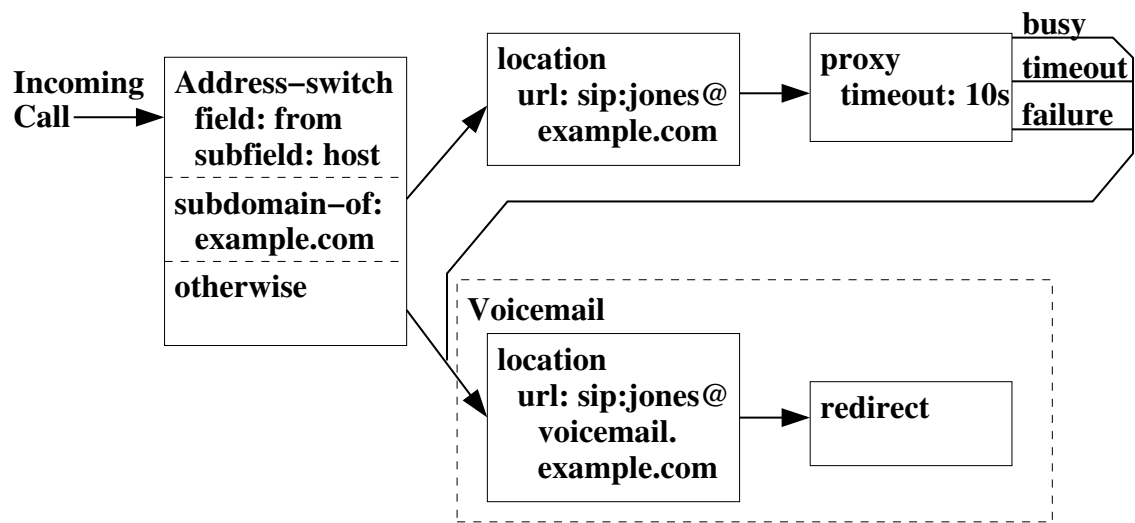 Incoming
Call
Address−switch
field: from
subfield: host
subdomain−of:
example.com
otherwise
location
url: sip:jones@
example.com
proxy
timeout: 10s
busy
timeout
failure
Voicemail
location
url: sip:jones@
voicemail.
example.com
redirect